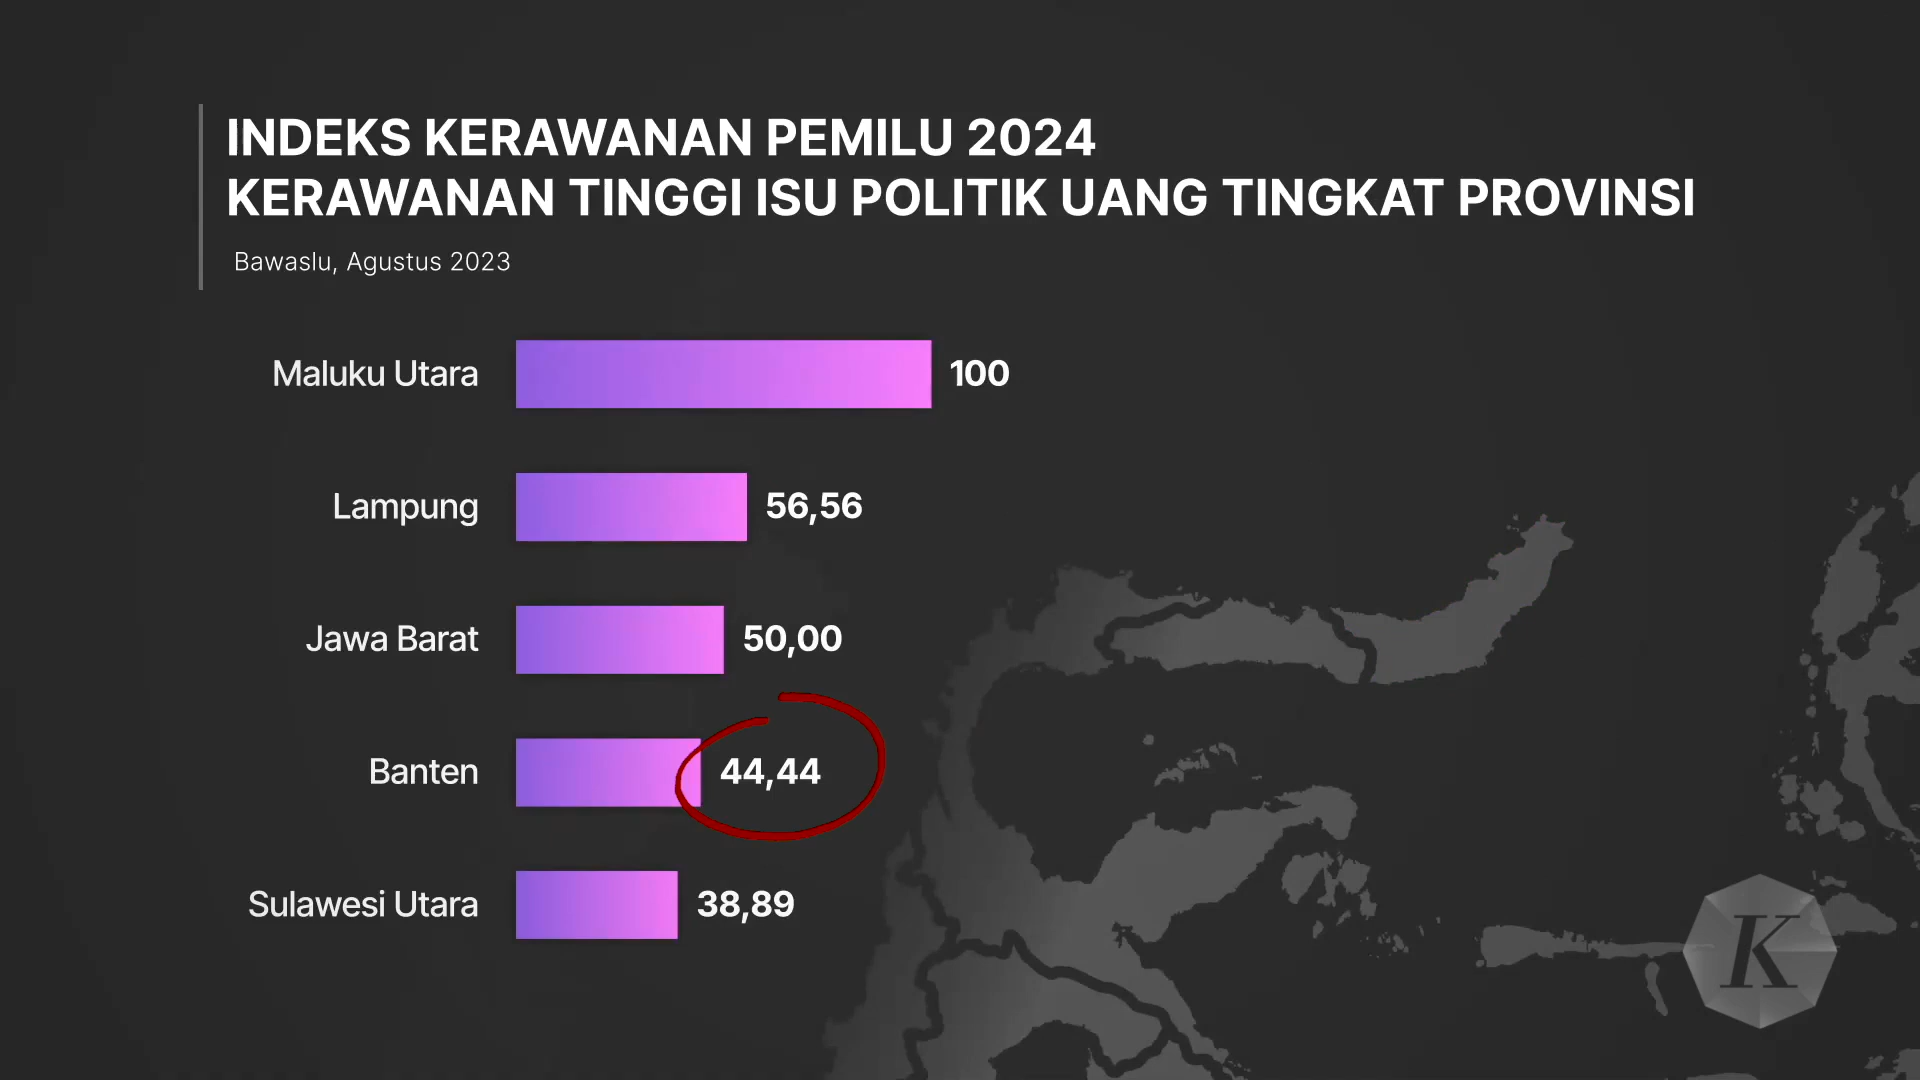 INDEKS KERAWANAN PEMILU 2024
KERAWANAN TINGGI ISU POLITIK UANG TINGKAT PROVINSI
Bawaslu, Agustus 2023
Maluku Utara 100
Lampung 56,56
Jawa Barat 50,00
Banten 44,44
Sulawesi Utara 38,89
K